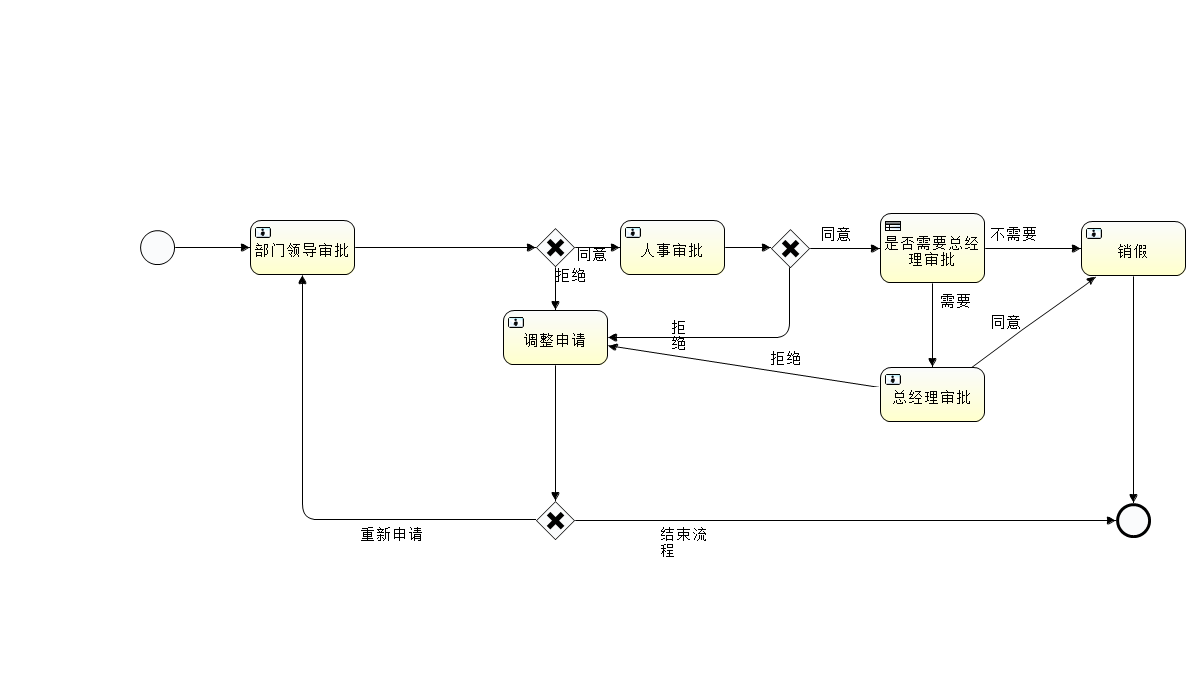 部门领导审批
同意
拒绝
人事审批
同意
是否需要总经
理审批
不需要
销假
需要
同意
调整申请
拒
绝
拒绝
总经理审批
重新申请
结束流
程